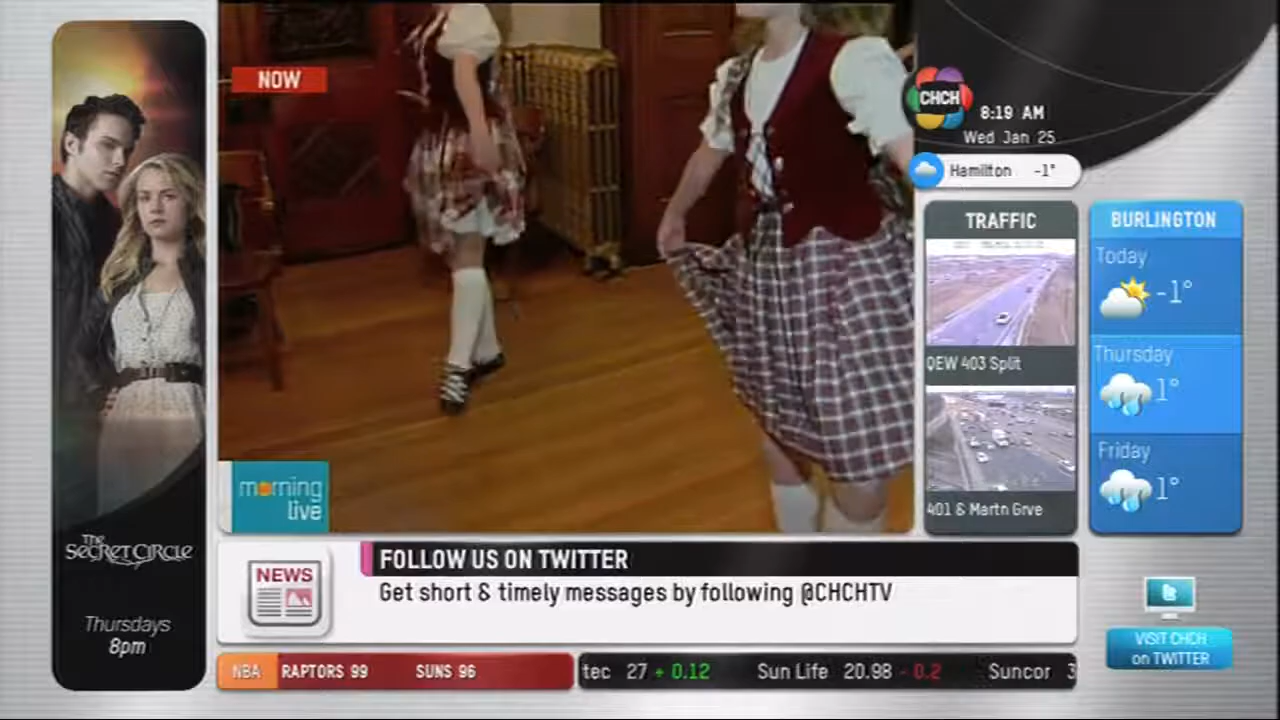 NOW
CHCH
8:19 AM
Wed Jan 25
Hamilton -1°
TRAFFIC
QEW 403 Split
401 & Martn Grve
BURLINGTON
Today
-1°
Thursday
1°
Friday
1°
The
SECRET CIRCLE
Thursdays
8pm
morning
live
NEWS
FOLLOW US ON TWITTER
Get short & timely messages by following @CHCHTV
VISIT CHCH
on TWITTER
NBA RAPTORS 99 SUNS 96
tec 27 + 0.12 Sun Life 20.98 - 0.2 Suncor 3